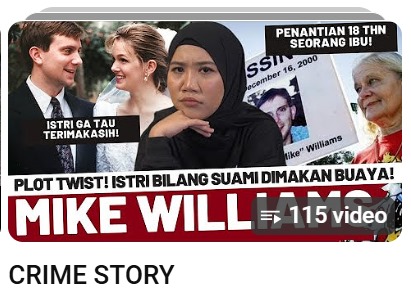 PENANTIAN 18 THN
SEORANG IBU!
December 16, 2000
Mike" Williams
ISTRI GA TAU
TERIMAKASIH!
PLOT TWIST! ISTRI BILANG SUAMI DIMAKAN BUAYA!
MIKE WILLIAMS
115 video
CRIME STORY